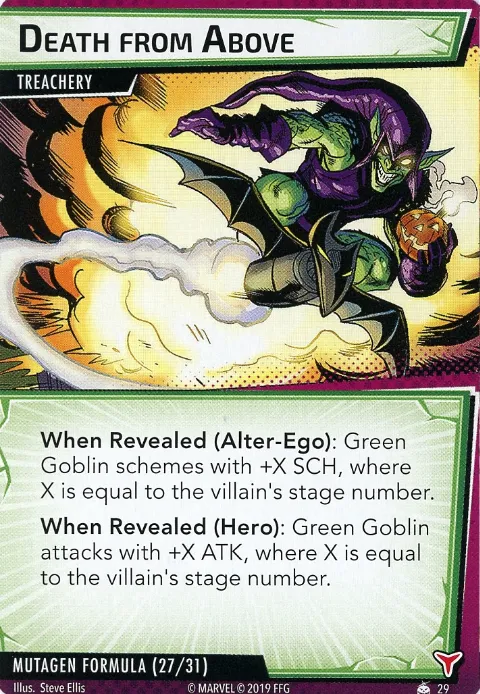 DEATH FROM ABOVE
TREACHERY
When Revealed (Alter-Ego): Green
Goblin schemes with +X SCH, where
X is equal to the villain's stage number.
When Revealed (Hero): Green Goblin
attacks with +X ATK, where X is equal
to the villain's stage number.
MUTAGEN FORMULA (27/31)
Illus. Steve Ellis
© MARVEL © 2019 FFG
29